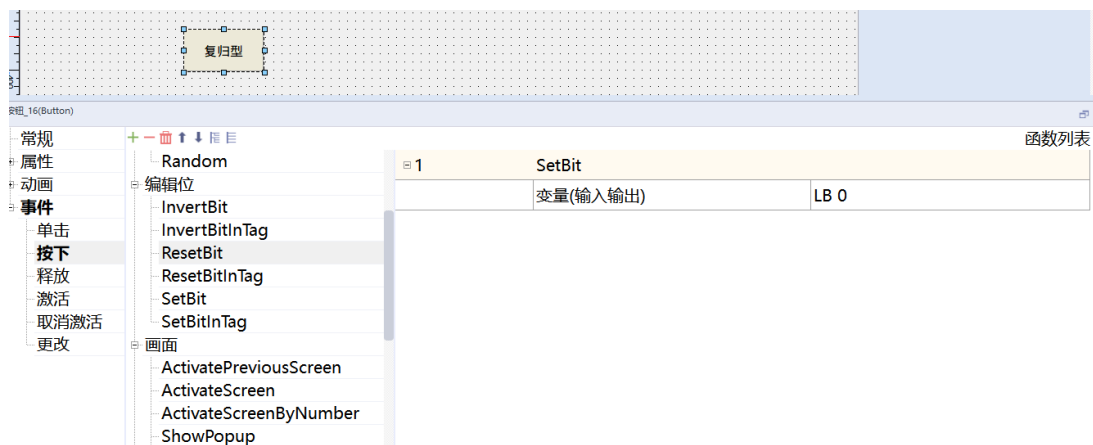 复归型
按钮_16(Button)
常规
函数列表
属性
Random
1
SetBit
动画
编辑位
变量(输入输出)
LB 0
事件
InvertBit
单击
InvertBitInTag
按下
ResetBit
释放
ResetBitInTag
激活
SetBit
取消激活
SetBitInTag
更改
画面
ActivatePreviousScreen
ActivateScreen
ActivateScreenByNumber
ShowPopup